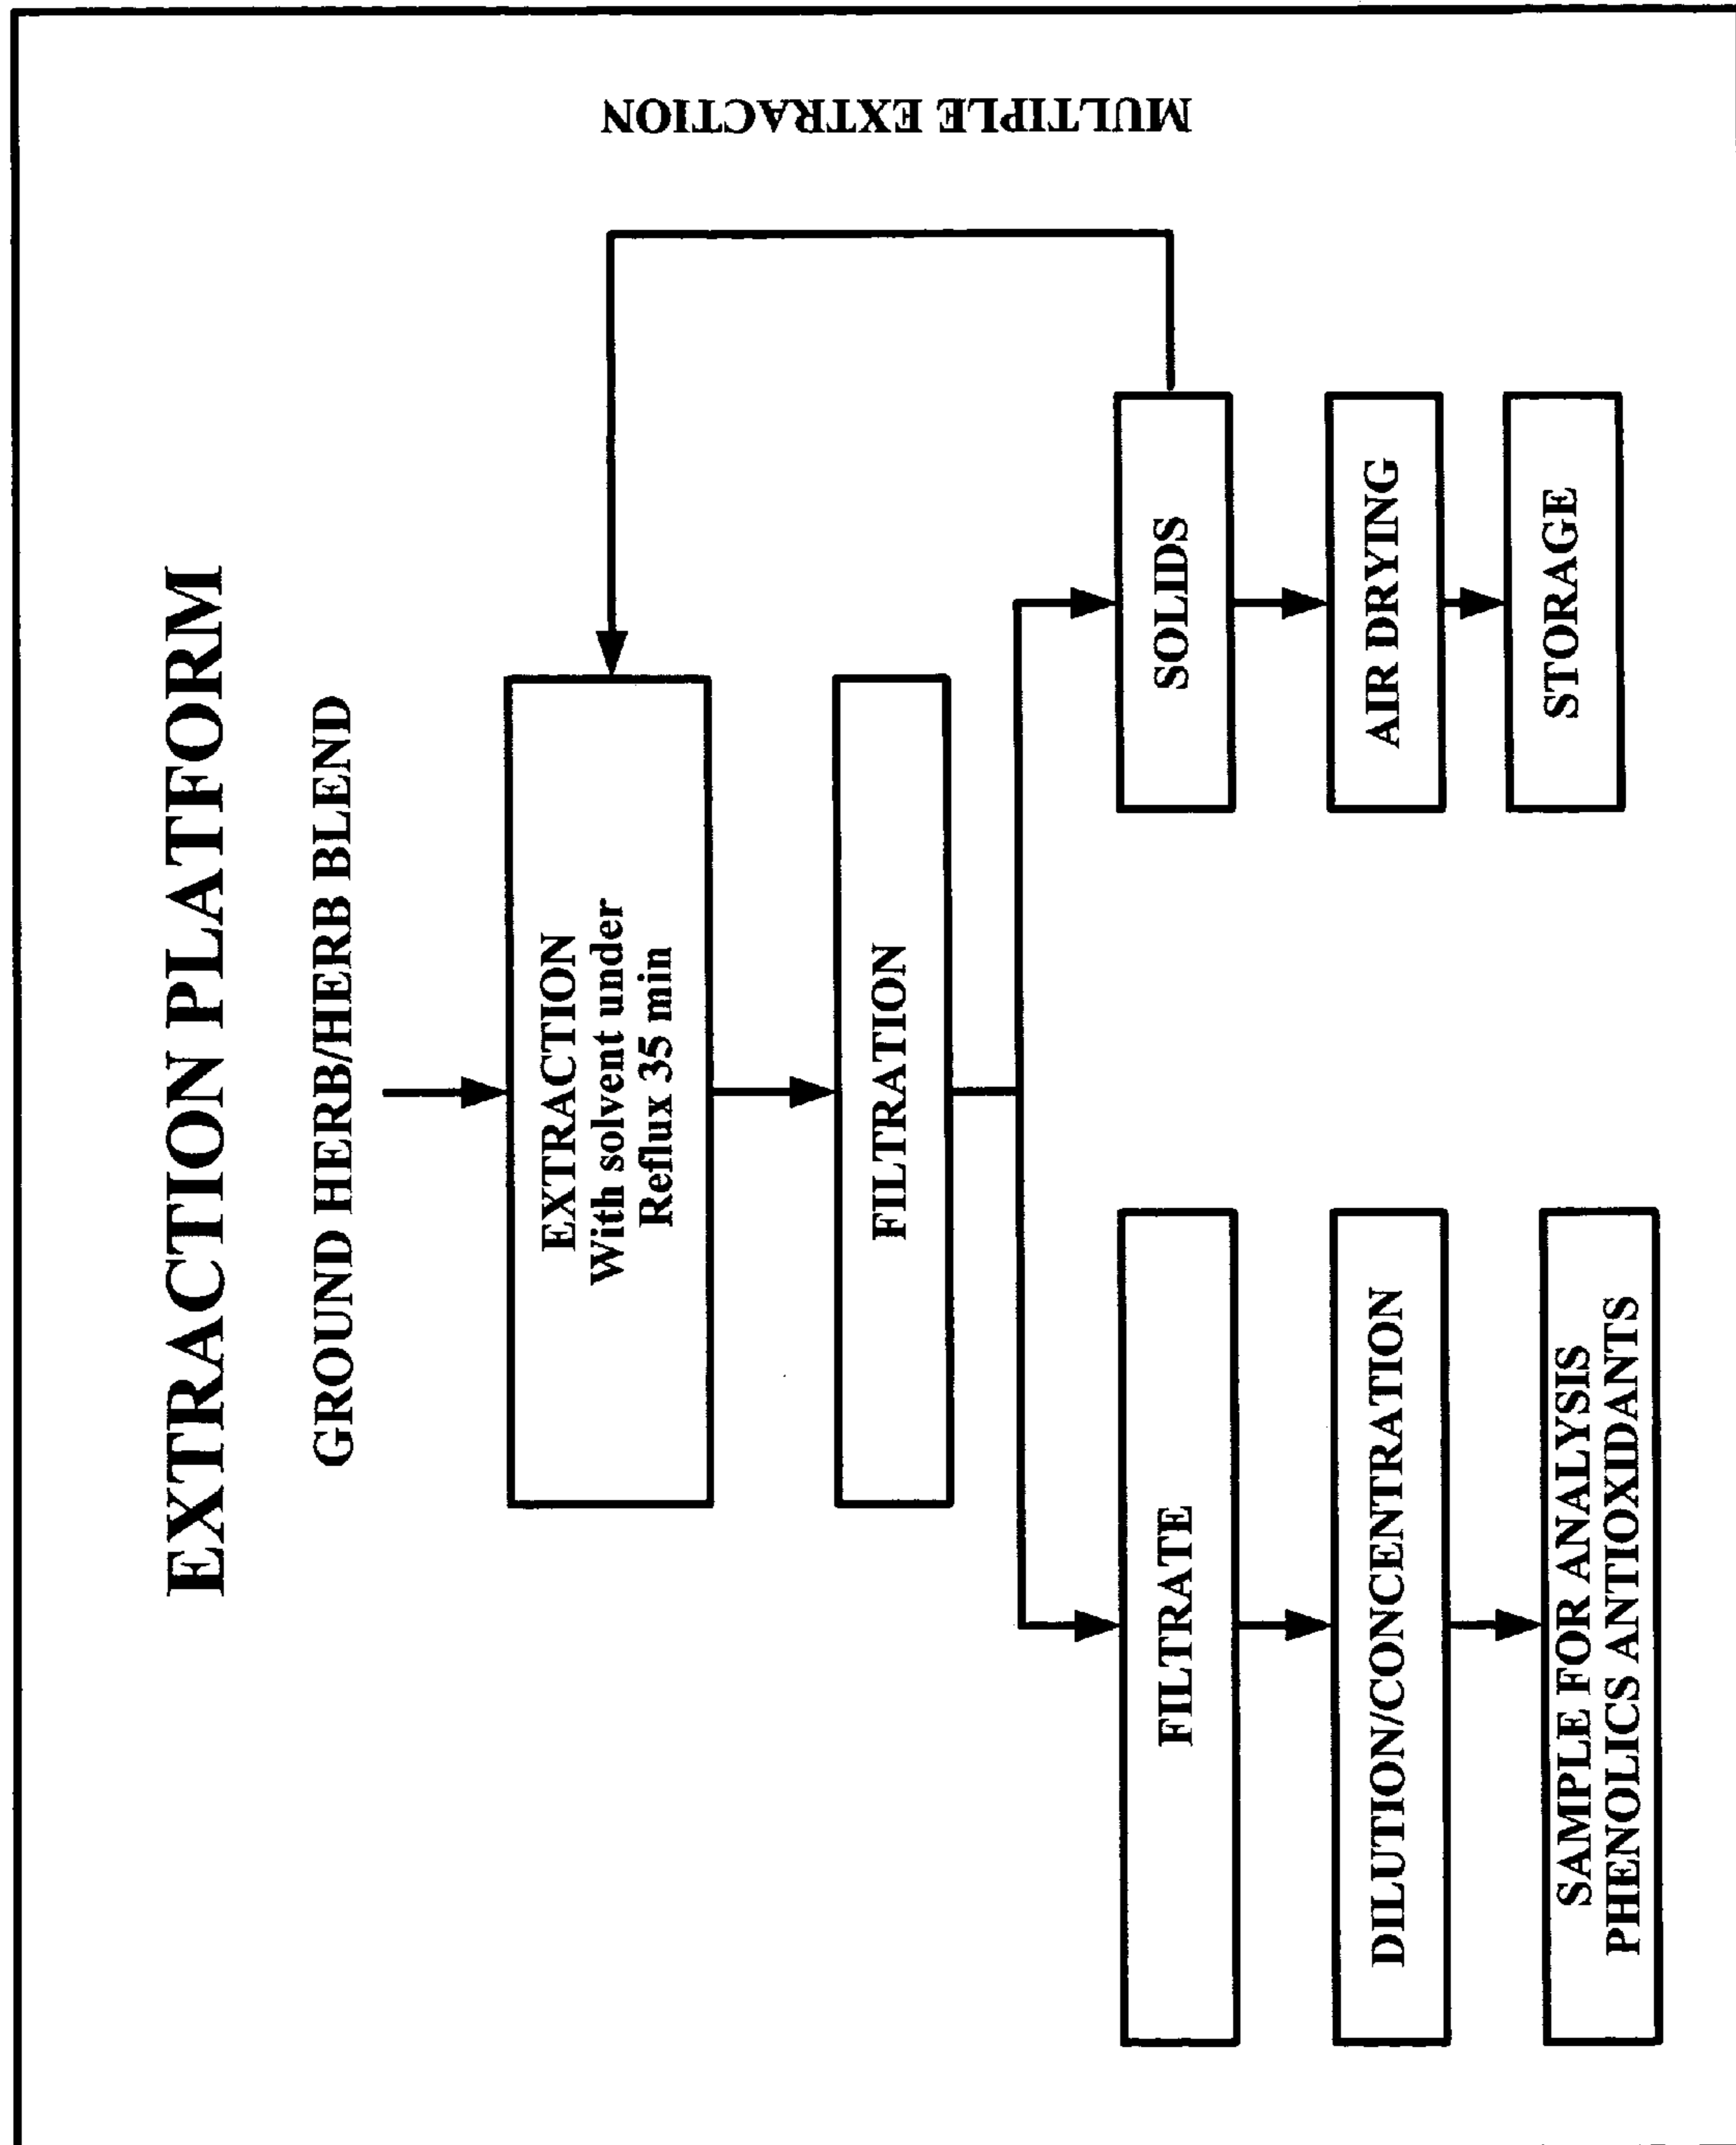 EXTRACTION PLATFORM
GROUND HERB/HERB BLEND
EXTRACTION
With solvent under
Reflux 35 min
FILTRATION
FILTRATE
DILUTION/CONCENTRATION
SAMPLE FOR ANALYSIS
PHENOLICS ANTIOXIDANTS
SOLIDS
AIR DRYING
STORAGE
MULTIPLE EXTRACTION